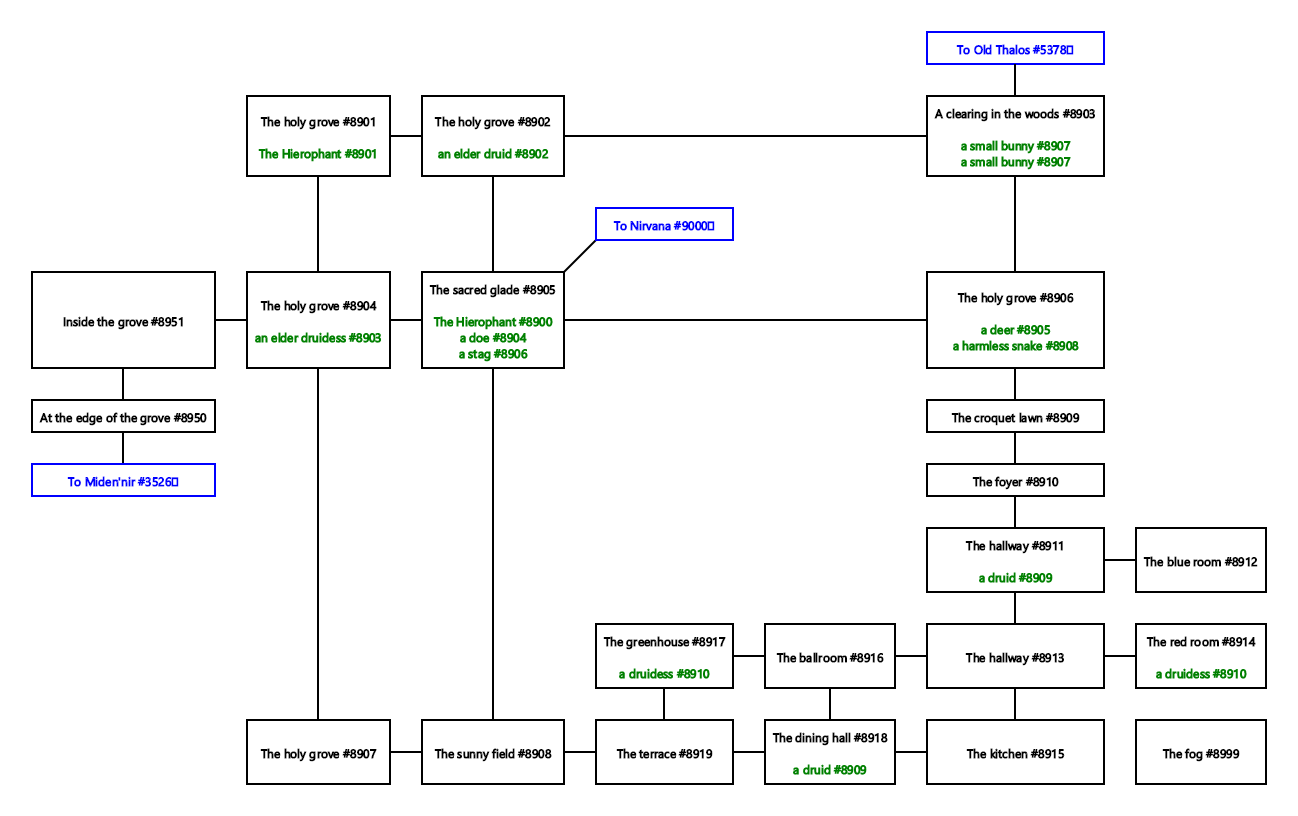 To Old Thalos #5378▯
The holy grove #8901
The Hierophant #8901
The holy grove #8902
an elder druid #8902
A clearing in the woods #8903
a small bunny #8907
a small bunny #8907
To Nirvana #9000▯
Inside the grove #8951
The holy grove #8904
an elder druidess #8903
The sacred glade #8905
The Hierophant #8900
a doe #8904
a stag #8906
The holy grove #8906
a deer #8905
a harmless snake #8908
At the edge of the grove #8950
The croquet lawn #8909
To Miden'nir #3526▯
The foyer #8910
The hallway #8911
a druid #8909
The blue room #8912
The greenhouse #8917
a druidess #8910
The ballroom #8916
The hallway #8913
The red room #8914
a druidess #8910
The holy grove #8907
The sunny field #8908
The terrace #8919
The dining hall #8918
a druid #8909
The kitchen #8915
The fog #8999